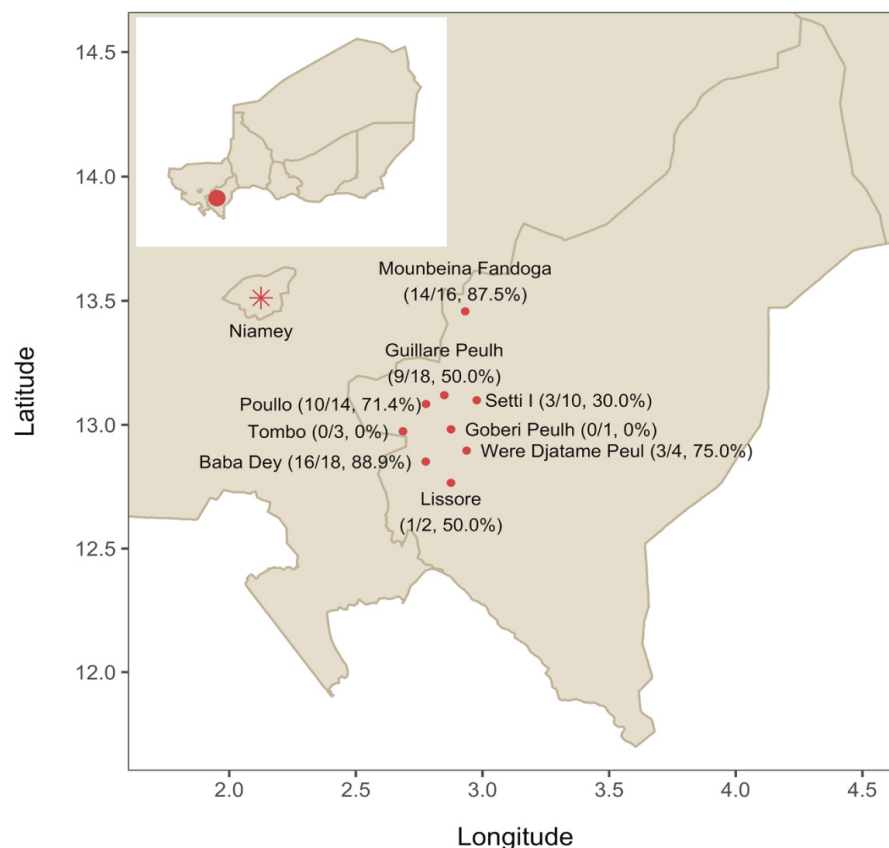 14.5
14.0
13.5
13.0
12.5
12.0
Latitude
Mounbeina Fandoga
(14/16, 87.5%)
Niamey
Guillare Peulh
(9/18, 50.0%)
Poullo (10/14, 71.4%)
Setti I (3/10, 30.0%)
Tombo (0/3, 0%)
Goberi Peulh (0/1, 0%)
Were Djatame Peul (3/4, 75.0%)
Baba Dey (16/18, 88.9%)
Lissore
(1/2, 50.0%)
2.0 2.5 3.0 3.5 4.0 4.5
Longitude